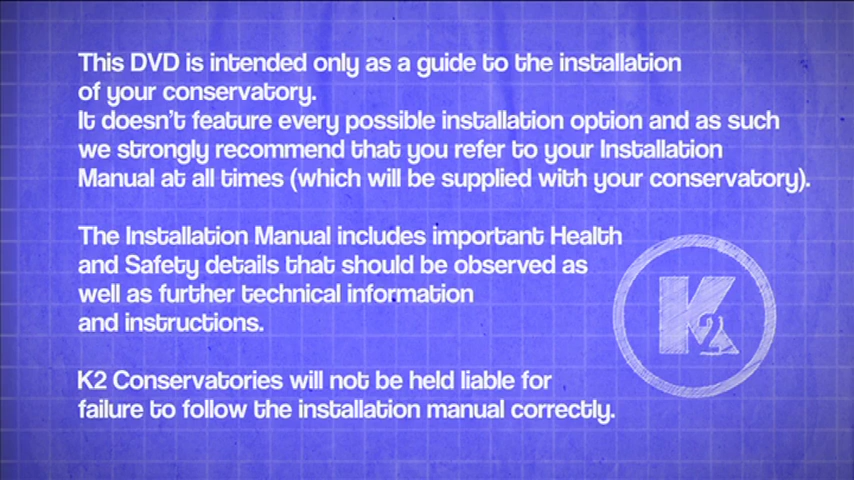 This DVD is intended only as a guide to the installation
of your conservatory.
It doesn't feature every possible installation option and as such
we strongly recommend that you refer to your Installation
Manual at all times (which will be supplied with your conservatory).
The Installation Manual includes important Health
and Safety details that should be observed as
well as further technical information
and instructions.
K2
K2 Conservatories will not be held liable for
failure to follow the installation manual correctly.